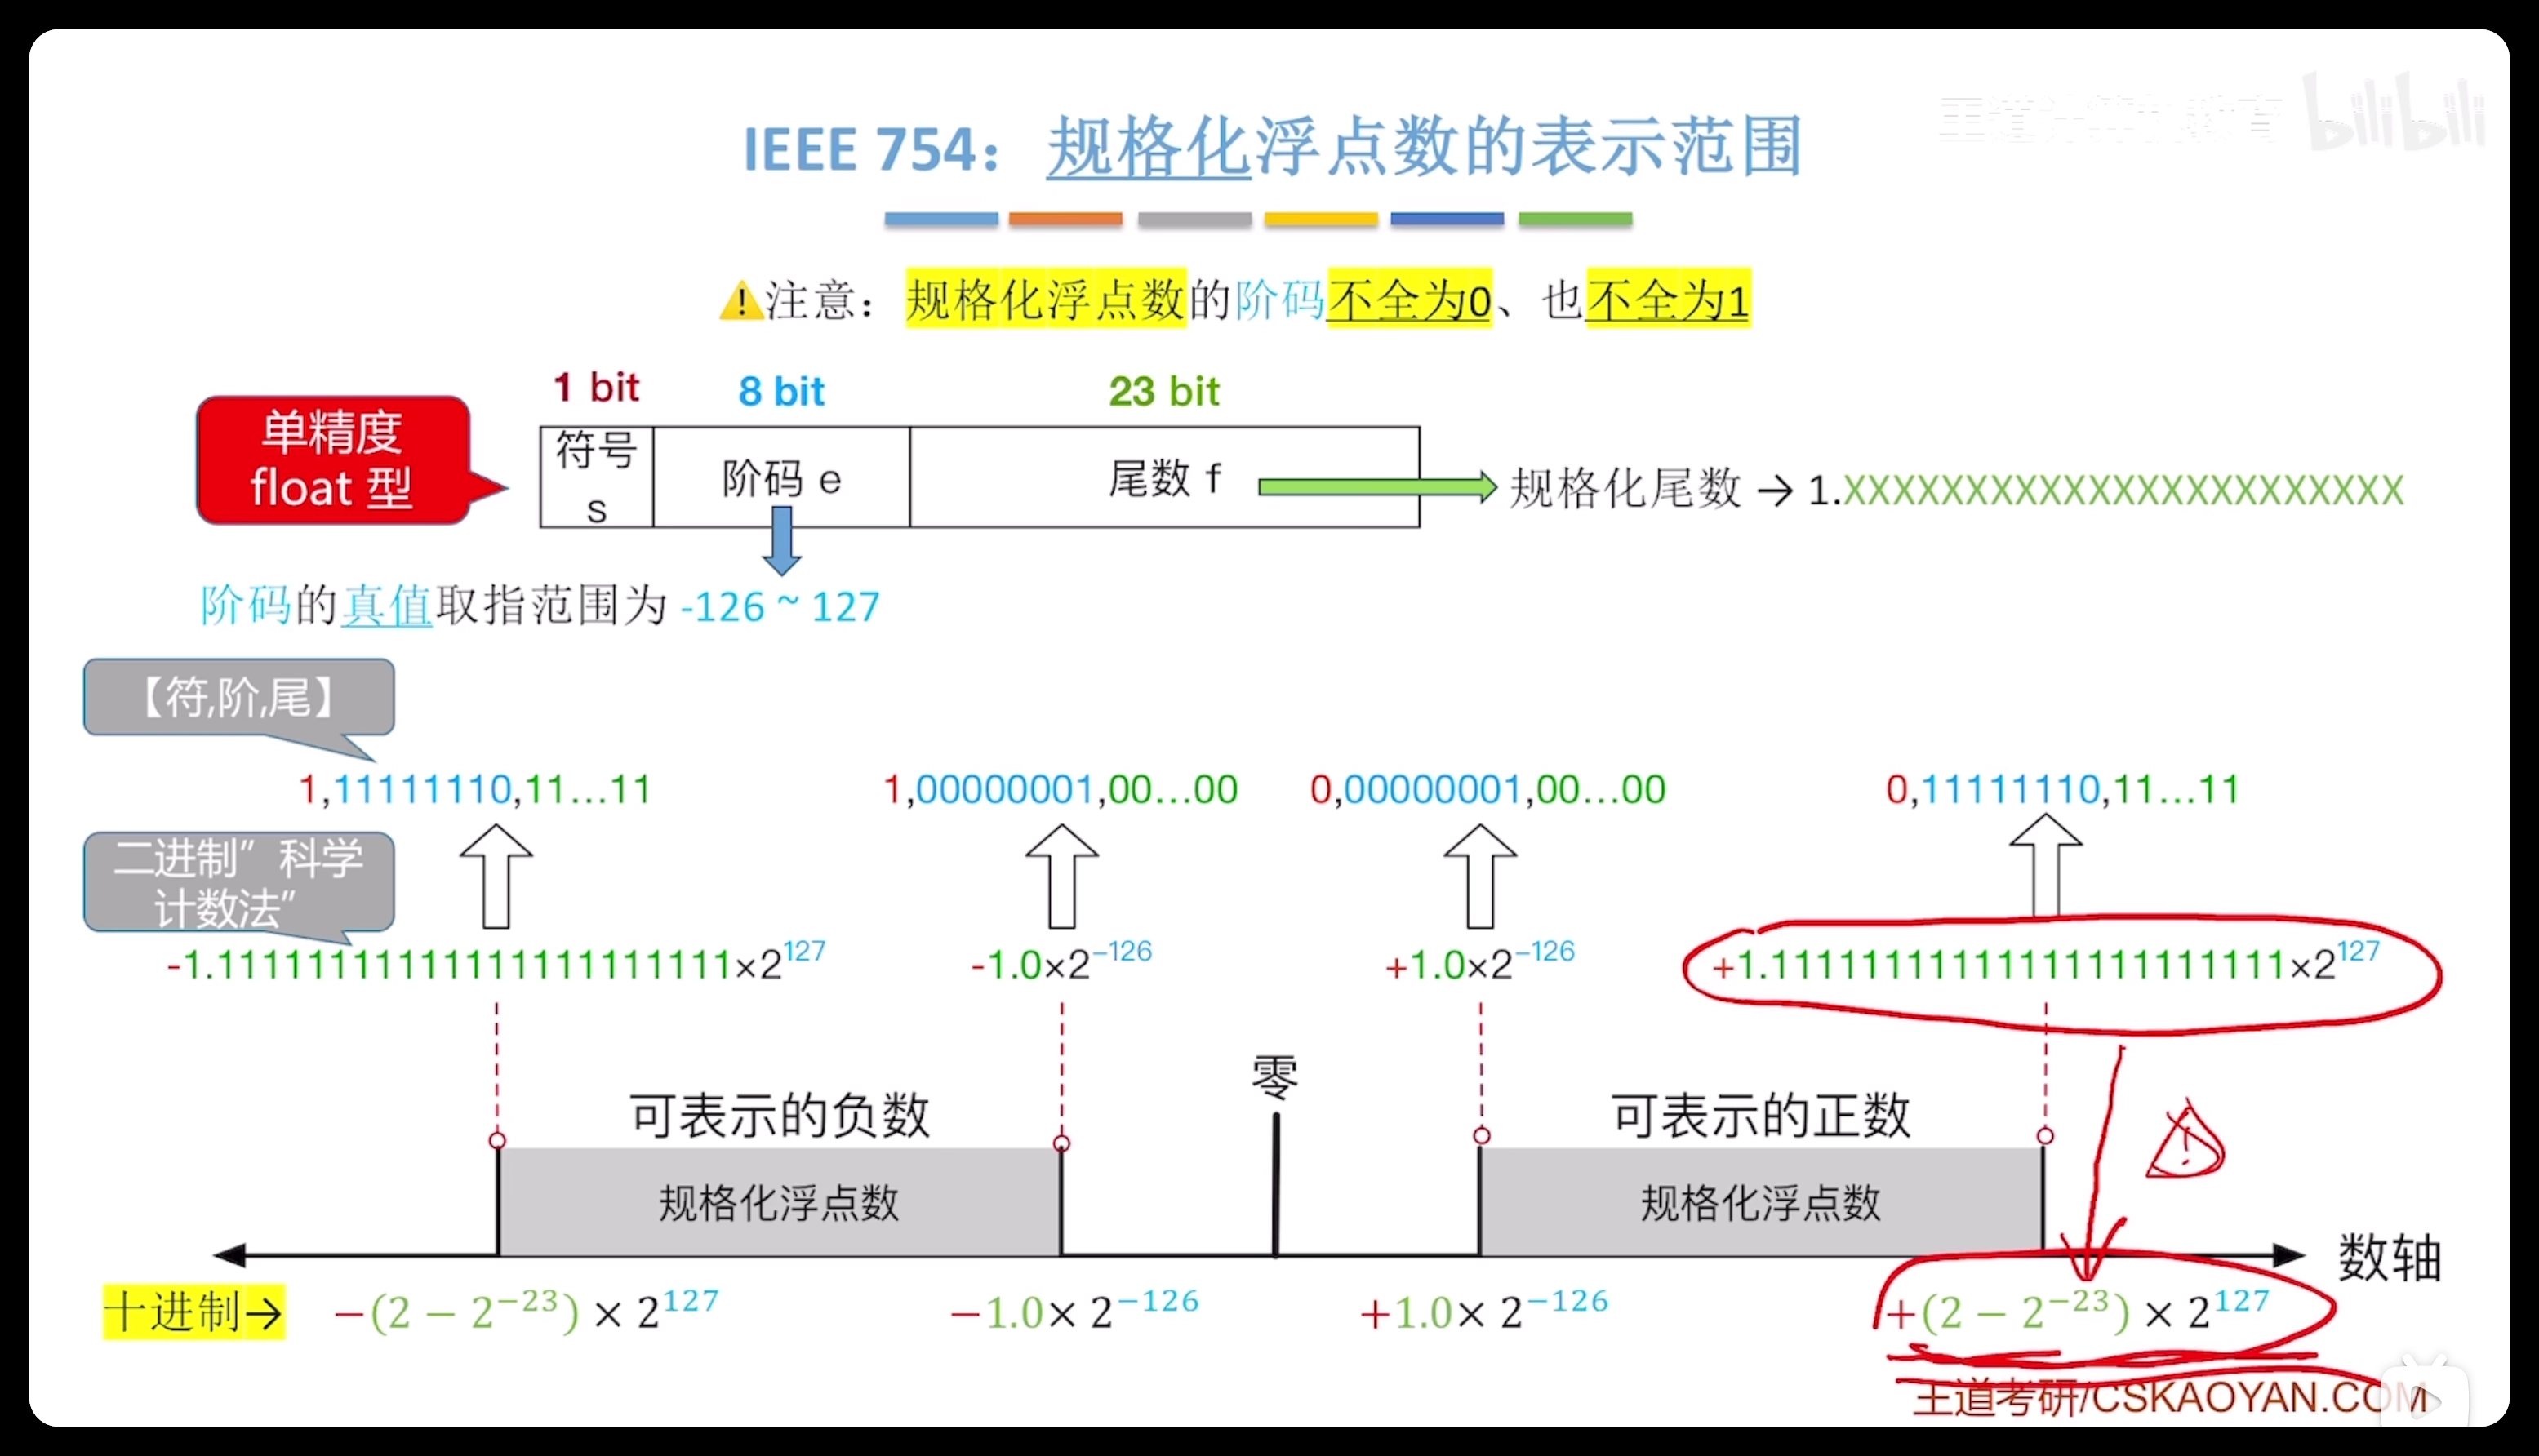 IEEE 754：规格化浮点数的表示范围
王道计算机教育 bilibili
注意：规格化浮点数的阶码不全为0、也不全为1
1 bit 8 bit 23 bit
单精度
float 型
符号
s
阶码 e
尾数 f
规格化尾数 → 1.XXXXXXXXXXXXXXXXXXXXXXX
阶码的真值取指范围为 -126 ~ 127
【符,阶,尾】
1,11111110,11...11 1,00000001,00...00 0,00000001,00...00 0,11111110,11...11
二进制”科学
计数法”
-1.11111111111111111111111×2^127 -1.0×2^−126 +1.0×2^−126 +1.11111111111111111111111×2^127
零
可表示的负数 可表示的正数
规格化浮点数 规格化浮点数
数轴
十进制→ −(2 − 2^−23) × 2^127 −1.0× 2^−126 +1.0× 2^−126 +(2 − 2^−23) × 2^127
王道考研/CSKAOYAN.COM